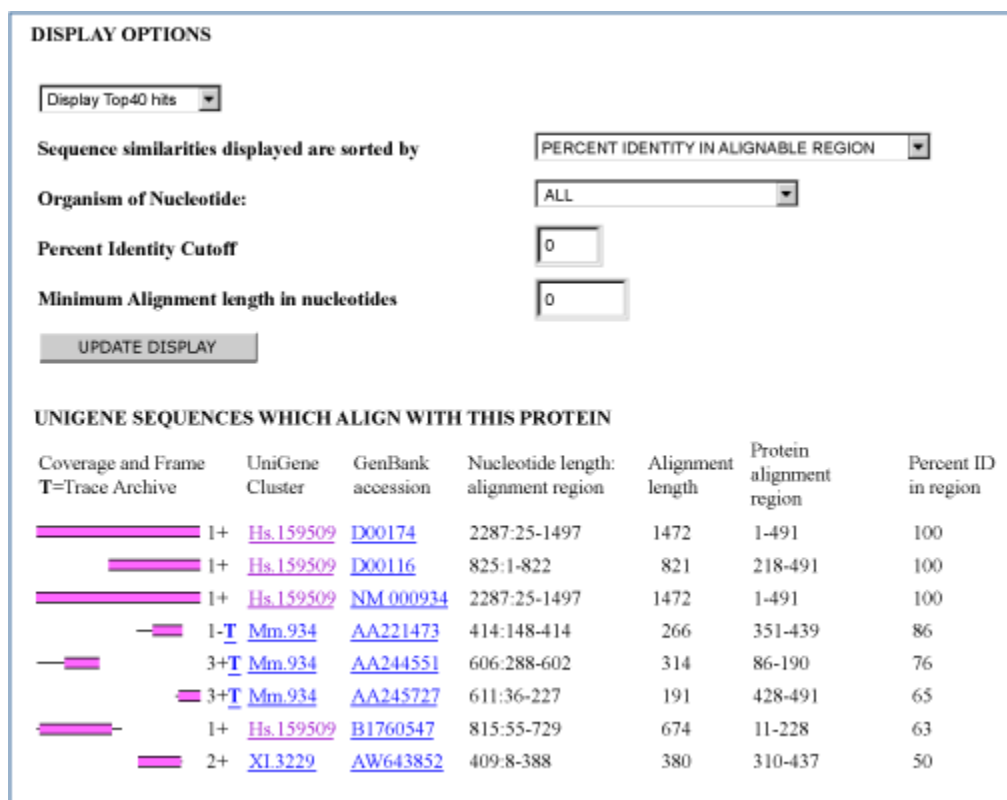 DISPLAY OPTIONS
Display Top40 hits
Sequence similarities displayed are sorted by PERCENT IDENTITY IN ALIGNABLE REGION
Organism of Nucleotide: ALL
Percent Identity Cutoff 0
Minimum Alignment length in nucleotides 0
UPDATE DISPLAY
UNIGENE SEQUENCES WHICH ALIGN WITH THIS PROTEIN
Coverage and Frame UniGene GenBank Nucleotide length: Alignment Protein Percent ID
T=Trace Archive Cluster accession alignment region length alignment in region
region
1+ Hs.159509 D00174 2287:25-1497 1472 1-491 100
1+ Hs.159509 D00116 825:1-822 821 218-491 100
1+ Hs.159509 NM 000934 2287:25-1497 1472 1-491 100
1-T Mm.934 AA221473 414:148-414 266 351-439 86
3+T Mm.934 AA244551 606:288-602 314 86-190 76
3+T Mm.934 AA245727 611:36-227 191 428-491 65
1+ Hs.159509 B1760547 815:55-729 674 11-228 63
2+ XI.3229 AW643852 409:8-388 380 310-437 50